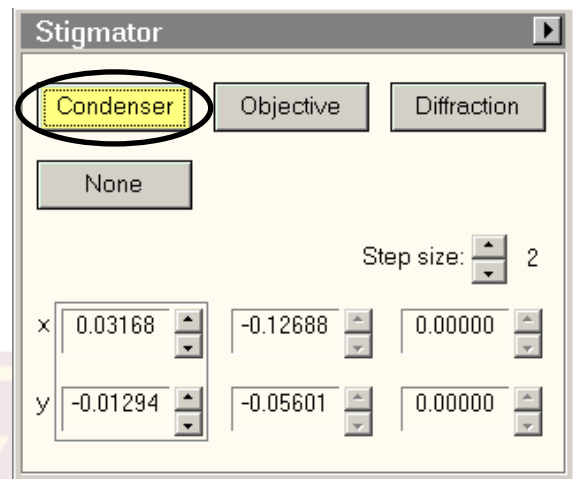 Stigmator
Condenser Objective Diffraction
None
Step size: 2
x 0.03168 -0.12688 0.00000
y -0.01294 -0.05601 0.00000